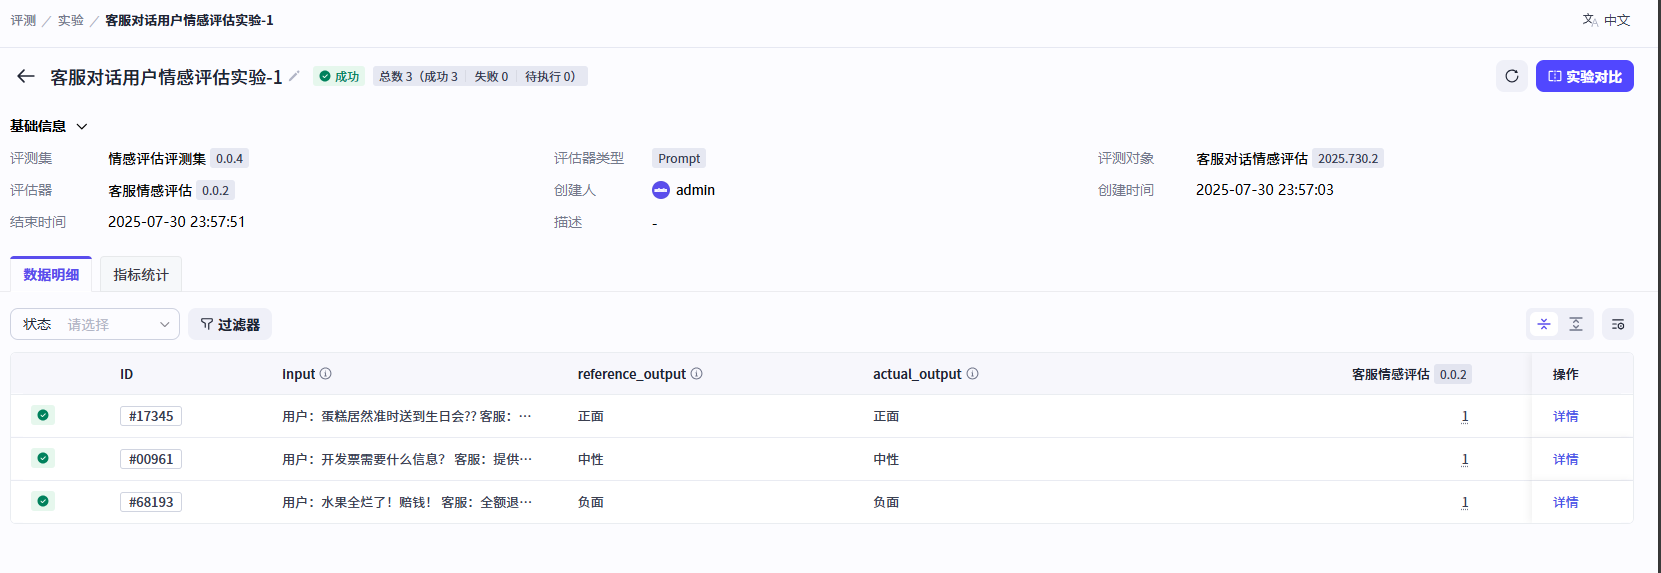 评测 / 实验 / 客服对话用户情感评估实验-1
中文
客服对话用户情感评估实验-1 成功 总数 3（成功 3 失败 0 待执行 0）
实验对比
基础信息
评测集 情感评估评测集 0.0.4 评估器类型 Prompt 评测对象 客服对话情感评估 2025.730.2
评估器 客服情感评估 0.0.2 创建人 admin 创建时间 2025-07-30 23:57:03
结束时间 2025-07-30 23:57:51 描述 -
数据明细 指标统计
状态 请选择 过滤器
ID Input reference_output actual_output 客服情感评估 0.0.2 操作
#17345 用户：蛋糕居然准时送到生日会?? 客服：… 正面 正面 1 详情
#00961 用户：开发票需要什么信息？ 客服：提供… 中性 中性 1 详情
#68193 用户：水果全烂了！赔钱！ 客服：全额退… 负面 负面 1 详情